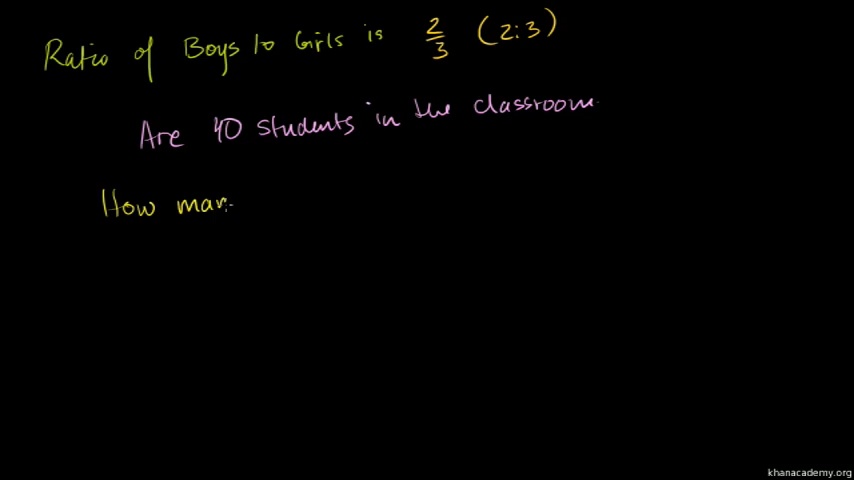 Ratio of Boys to Girls is 2/3 (2:3)
Are 40 students in the classroom.
How man
khanacademy.org